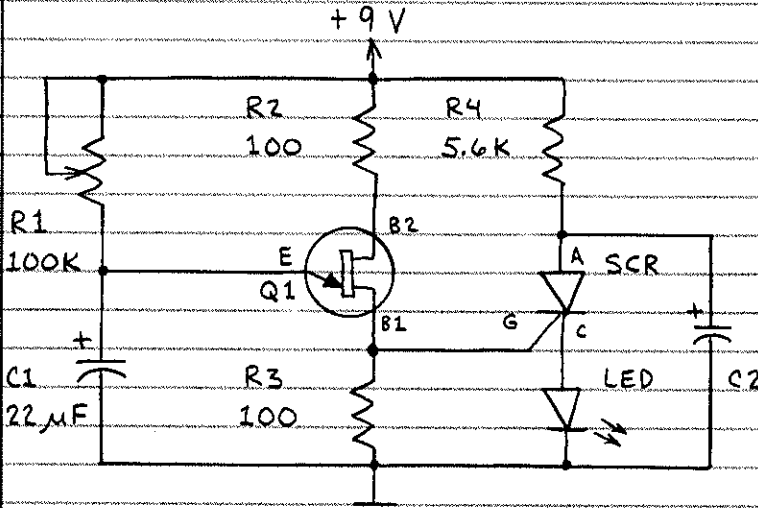 +9 V
R2
100
R4
5.6K
R1
100K
B2
E
Q1
A
SCR
B1
G
C
+
C1
22µF
R3
100
LED
+
C2